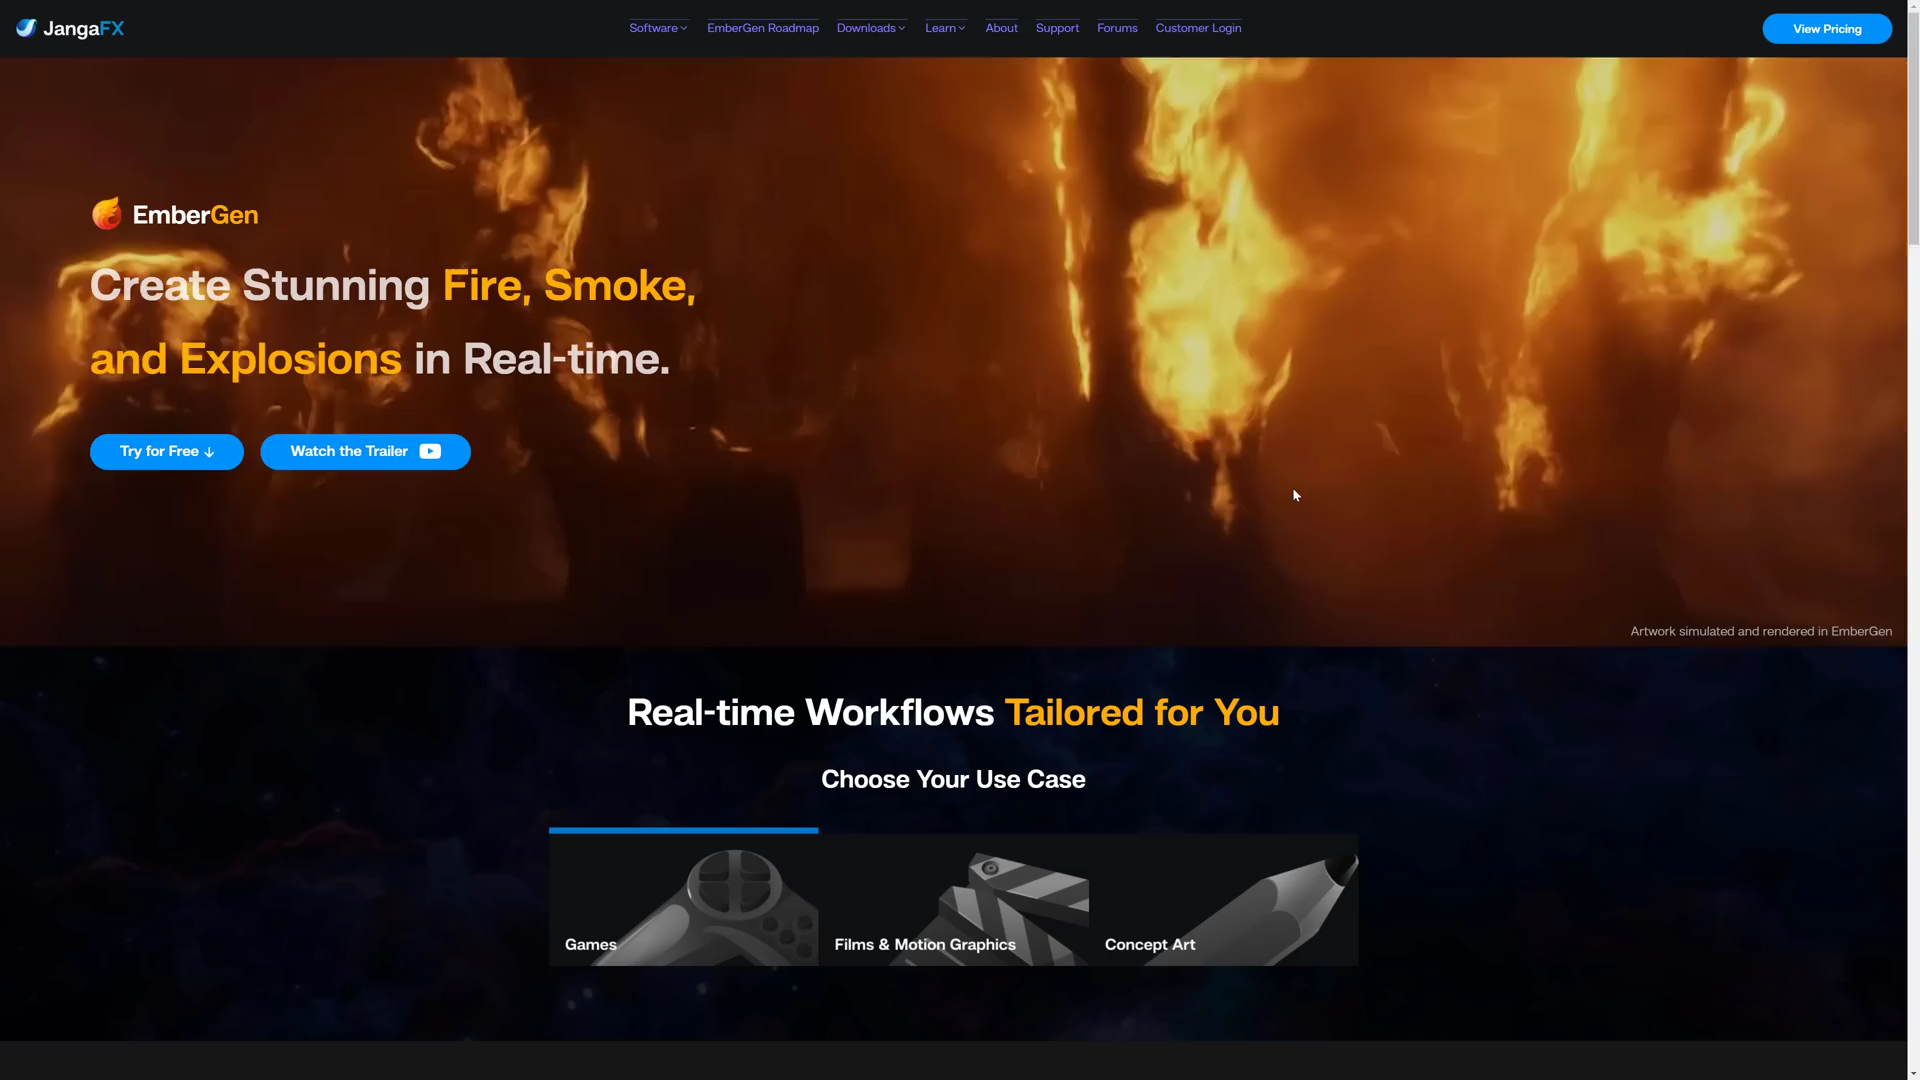 JangaFX
Software
EmberGen Roadmap
Downloads
Learn
About
Support
Forums
Customer Login
View Pricing
EmberGen
Create Stunning Fire, Smoke,
and Explosions in Real-time.
Try for Free ↓
Watch the Trailer
Artwork simulated and rendered in EmberGen
Real-time Workflows Tailored for You
Choose Your Use Case
Games
Films & Motion Graphics
Concept Art